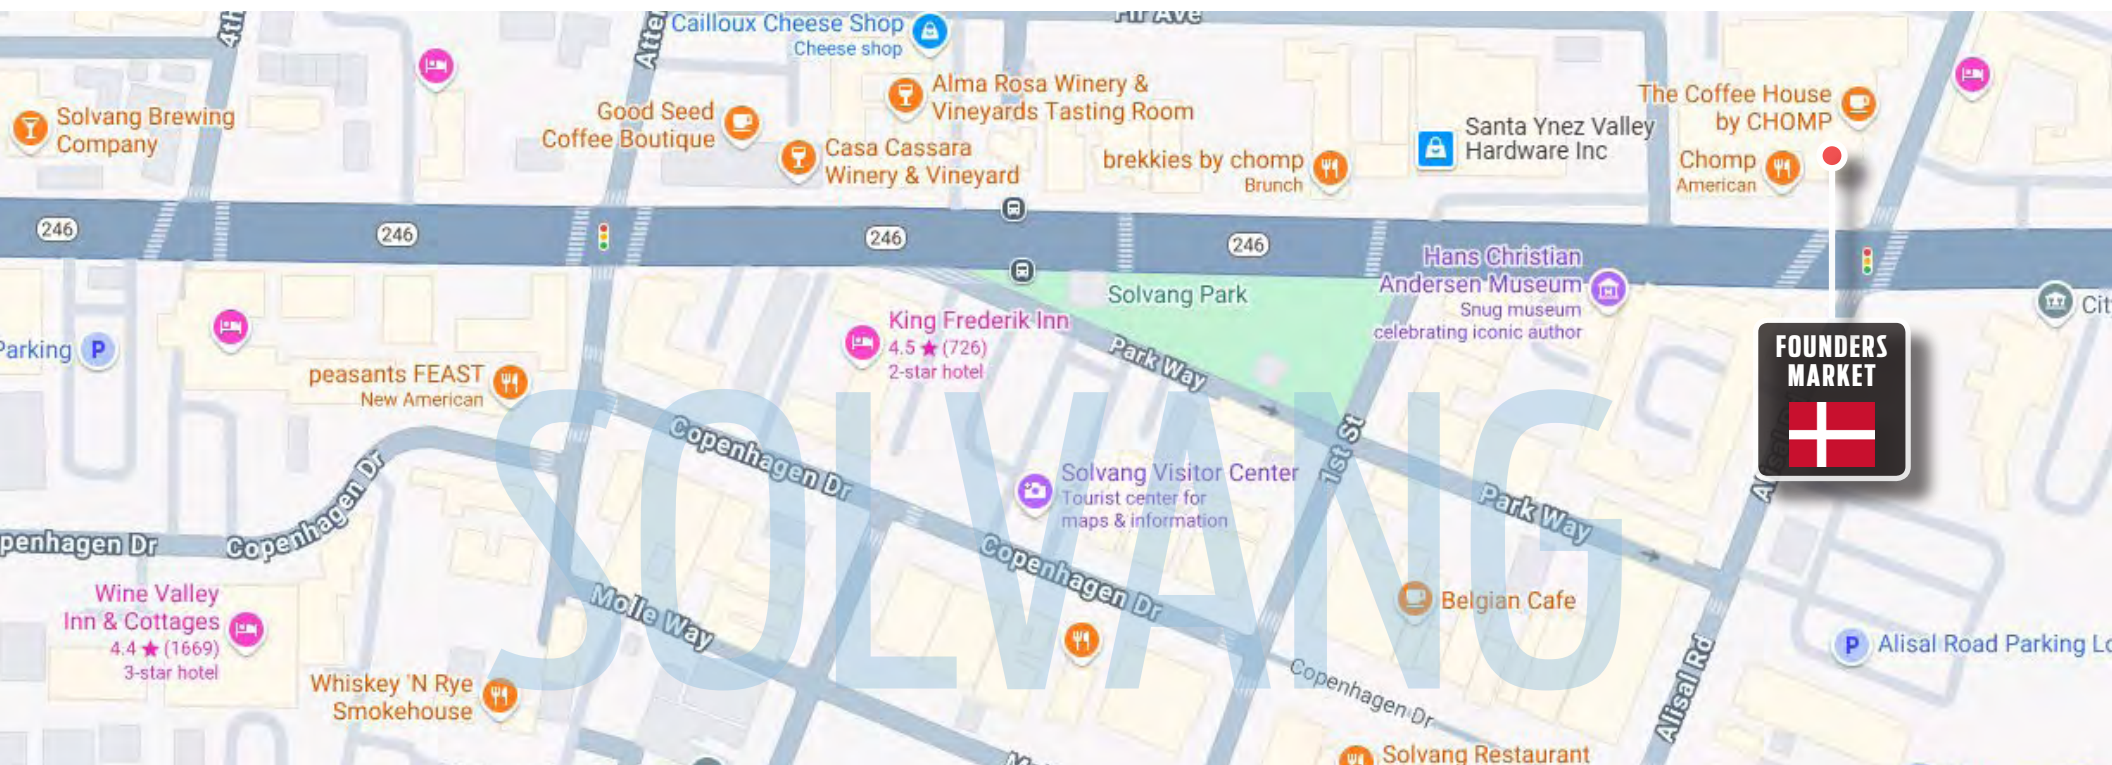 4th
Atter
Cailloux Cheese Shop
Cheese shop
Fir Ave
Alma Rosa Winery &
Vineyards Tasting Room
Good Seed
Coffee Boutique
Solvang Brewing
Company
Casa Cassara
Winery & Vineyard
brekkies by chomp
Brunch
Santa Ynez Valley
Hardware Inc
The Coffee House
by CHOMP
Chomp
American
246
246
246
246
Hans Christian
Andersen Museum
Snug museum
celebrating iconic author
Solvang Park
Cit
King Frederik Inn
4.5 ★ (726)
2-star hotel
Park Way
FOUNDERS
MARKET
Parking
P
peasants FEAST
New American
Copenhagen Dr
1st St
Solvang Visitor Center
Tourist center for
maps & information
Park Way
Al
penhagen Dr
Copenhagen Dr
Copenhagen Dr
SOLVANG
Wine Valley
Inn & Cottages
4.4 ★ (1669)
3-star hotel
Molle Way
Belgian Cafe
P
Alisal Road Parking Lo
Whiskey 'N Rye
Smokehouse
Copenhagen Dr
Alisal Rd
Solvang Restaurant